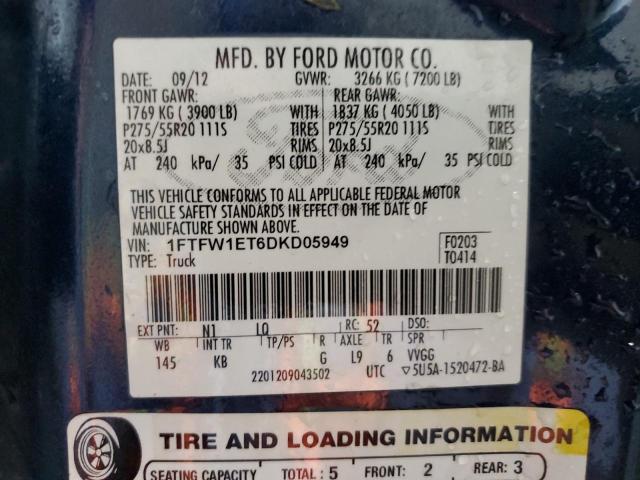 MFD. BY FORD MOTOR CO.
DATE: 09/12 GVWR: 3266 KG ( 7200 LB)
FRONT GAWR: REAR GAWR:
1769 KG ( 3900 LB) WITH 1837 KG ( 4050 LB) WITH
P275/55R20 111S TIRES P275/55R20 111S TIRES
20x8.5J RIMS 20x8.5J RIMS
AT 240 kPa/ 35 PSI COLD AT 240 kPa/ 35 PSI COLD
THIS VEHICLE CONFORMS TO ALL APPLICABLE FEDERAL MOTOR
VEHICLE SAFETY STANDARDS IN EFFECT ON THE DATE OF
MANUFACTURE SHOWN ABOVE.
VIN: 1FTFW1ET6DKD05949 F0203
TYPE: Truck T0414
EXT PNT: N1 LQ RC: 52 DSO:
WB INT TR TP/PS R AXLE TR SPR
145 KB G L9 6 VVGG
2201209043502 UTC ▽5U5A-1520472-BA
Ford
TIRE AND LOADING INFORMATION
SEATING CAPACITY TOTAL : 5 FRONT: 2 REAR: 3